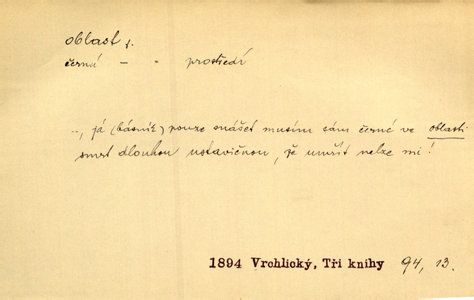 oblast f.
černá – - prostředí
.., já (básník) pouze snášet musím sám černé ve oblasti
smrt dlouhou ustavičnou, že umřít nelze mi!
1894 Vrchlický, Tři knihy 94, 13.